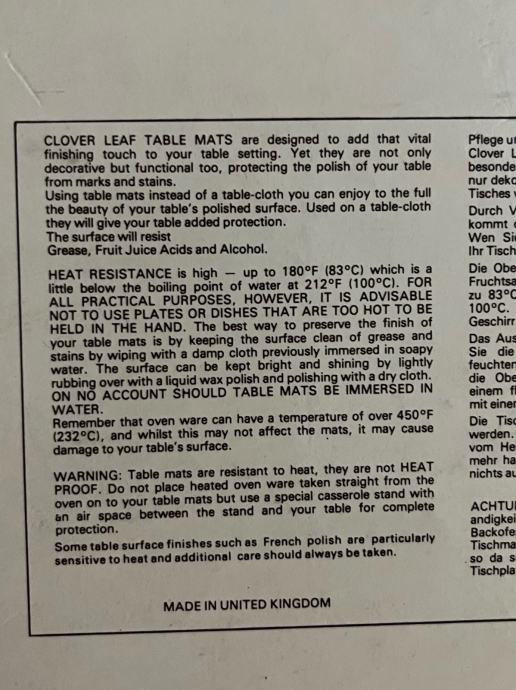 CLOVER LEAF TABLE MATS are designed to add that vital
finishing touch to your table setting. Yet they are not only
decorative but functional too, protecting the polish of your table
from marks and stains.
Using table mats instead of a table-cloth you can enjoy to the full
the beauty of your table's polished surface. Used on a table-cloth
they will give your table added protection.
The surface will resist
Grease, Fruit Juice Acids and Alcohol.
HEAT RESISTANCE is high — up to 180°F (83°C) which is a
little below the boiling point of water at 212°F (100°C). FOR
ALL PRACTICAL PURPOSES, HOWEVER, IT IS ADVISABLE
NOT TO USE PLATES OR DISHES THAT ARE TOO HOT TO BE
HELD IN THE HAND. The best way to preserve the finish of
your table mats is by keeping the surface clean of grease and
stains by wiping with a damp cloth previously immersed in soapy
water. The surface can be kept bright and shining by lightly
rubbing over with a liquid wax polish and polishing with a dry cloth.
ON NO ACCOUNT SHOULD TABLE MATS BE IMMERSED IN
WATER.
Remember that oven ware can have a temperature of over 450°F
(232°C), and whilst this may not affect the mats, it may cause
damage to your table's surface.
WARNING: Table mats are resistant to heat, they are not HEAT
PROOF. Do not place heated oven ware taken straight from the
oven on to your table mats but use a special casserole stand with
an air space between the stand and your table for complete
protection.
Some table surface finishes such as French polish are particularly
sensitive to heat and additional care should always be taken.
MADE IN UNITED KINGDOM
Pflege u
Clover L
besonde
nur deko
Tisches v
Durch V
kommt
Wen Sie
Ihr Tisch
Die Obe
Fruchtsa
zu 83°C
100°C.
Geschirr
Das Aus
Sie die
feuchten
die Obe
einem fl
mit einer
Die Tisc
werden.
vom He
mehr ha
nichts au
ACHTU
andigkei
Backofe
Tischma
so da s
Tischpla